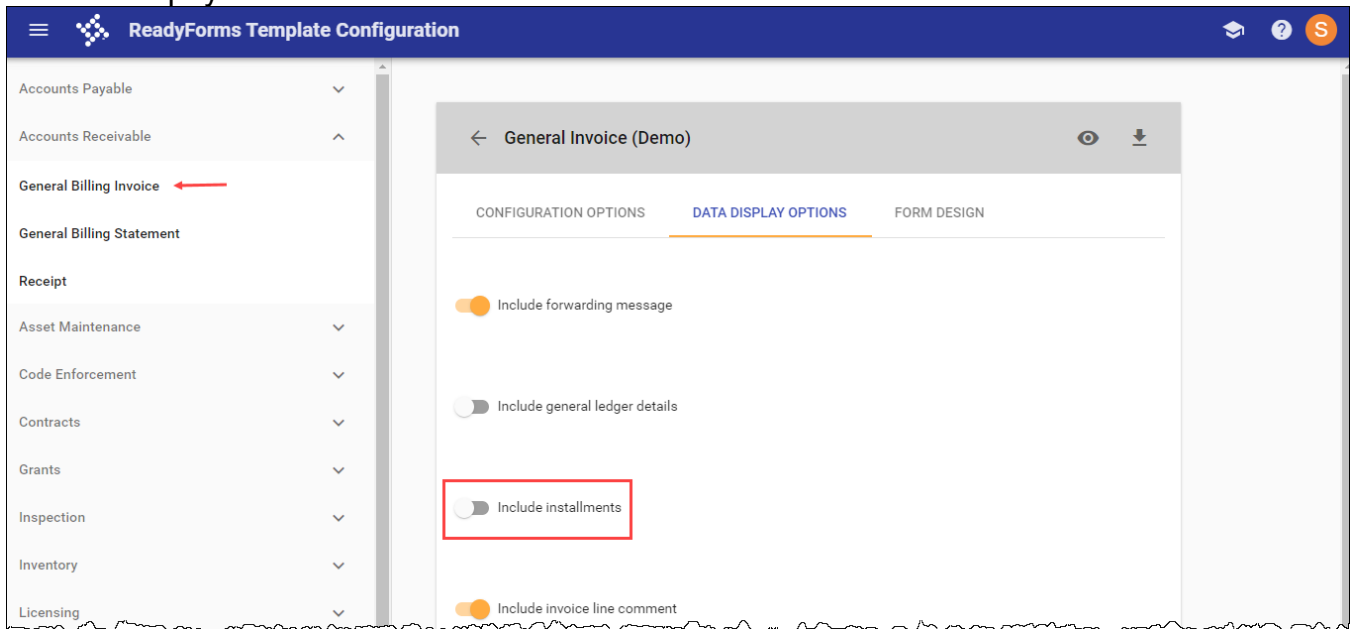 ReadyForms Template Configuration
S
Accounts Payable
Accounts Receivable
General Billing Invoice
General Billing Statement
Receipt
Asset Maintenance
Code Enforcement
Contracts
Grants
Inspection
Inventory
Licensing
General Invoice (Demo)
CONFIGURATION OPTIONS DATA DISPLAY OPTIONS FORM DESIGN
Include forwarding message
Include general ledger details
Include installments
Include invoice line comment